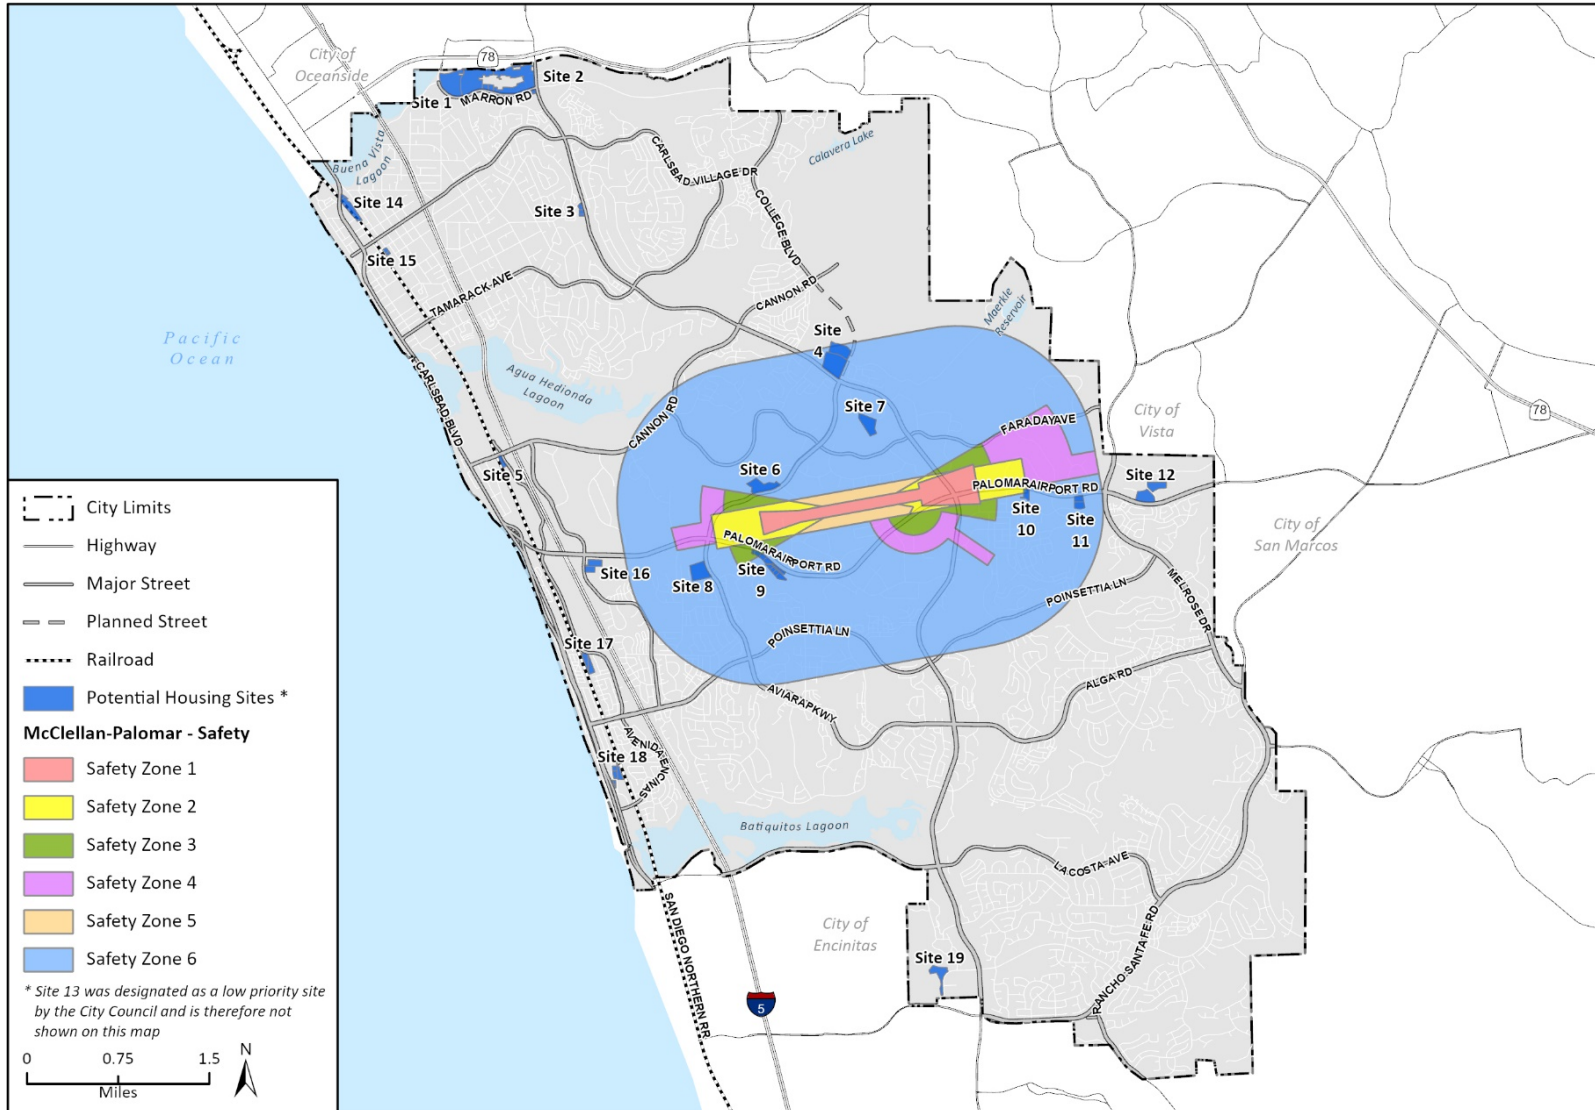 City of
Oceanside
78
Site 2
Site 1
MARRON RD
Buena Vista
Lagoon
CARLSBAD VILLAGE DR
Calavera Lake
Site 14
Site 3
COLLEGE BLVD
Site 15
TAMARACK AVE
CANNON RD
Maerkle
Reservoir
Pacific
Ocean
Site
4
CARLSBAD BLVD
Agua Hedionda
Lagoon
CANNON RD
Site 7
FARADAY AVE
City of
Vista
78
Site 5
Site 6
PALOMAR AIRPORT RD
Site 12
Site
10
Site
11
City of
San Marcos
PALOMAR AIRPORT RD
Site 16
Site 8
Site
9
MELROSE DR
POINSETTIA LN
POINSETTIA LN
Site 17
ALGA RD
AVIARA PKWY
AVENIDA ENCINAS
Site 18
Batiquitos Lagoon
LA COSTA AVE
SAN DIEGO NORTHERN RR
City of
Encinitas
RANCHO SANTA FE RD
Site 19
5
City Limits
Highway
Major Street
Planned Street
Railroad
Potential Housing Sites *
McClellan-Palomar - Safety
Safety Zone 1
Safety Zone 2
Safety Zone 3
Safety Zone 4
Safety Zone 5
Safety Zone 6
* Site 13 was designated as a low priority site
by the City Council and is therefore not
shown on this map
0 0.75 1.5
Miles
N